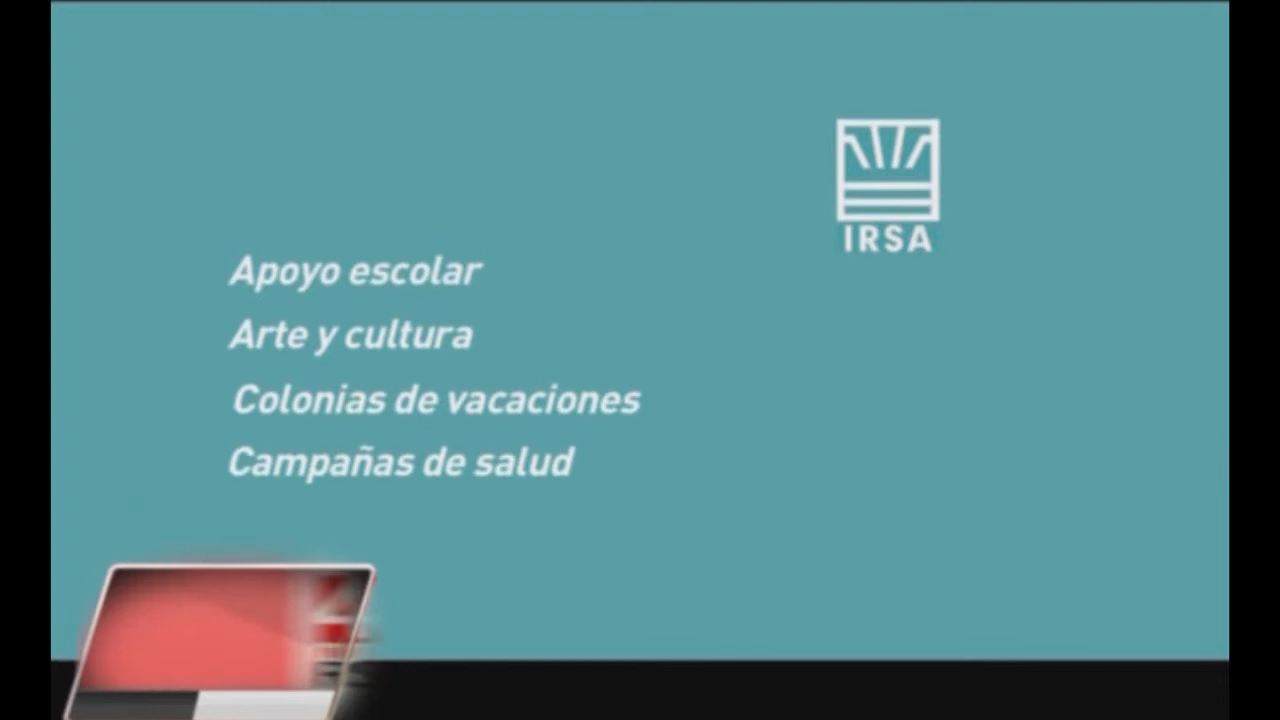 IRSA
Apoyo escolar
Arte y cultura
Colonias de vacaciones
Campañas de salud